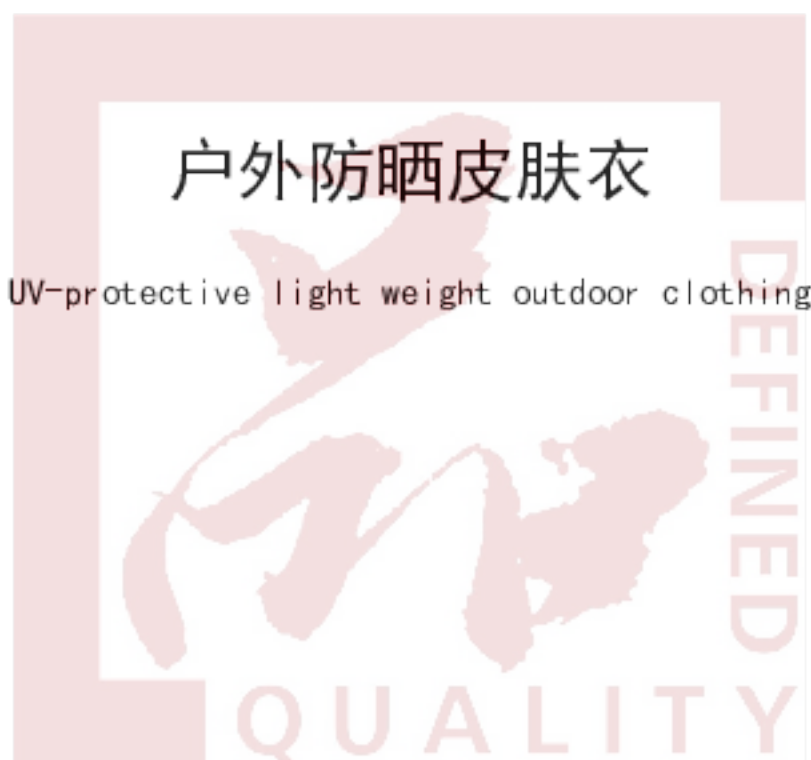 户外防晒皮肤衣
UV-protective light weight outdoor clothing
DEFINED
QUALITY